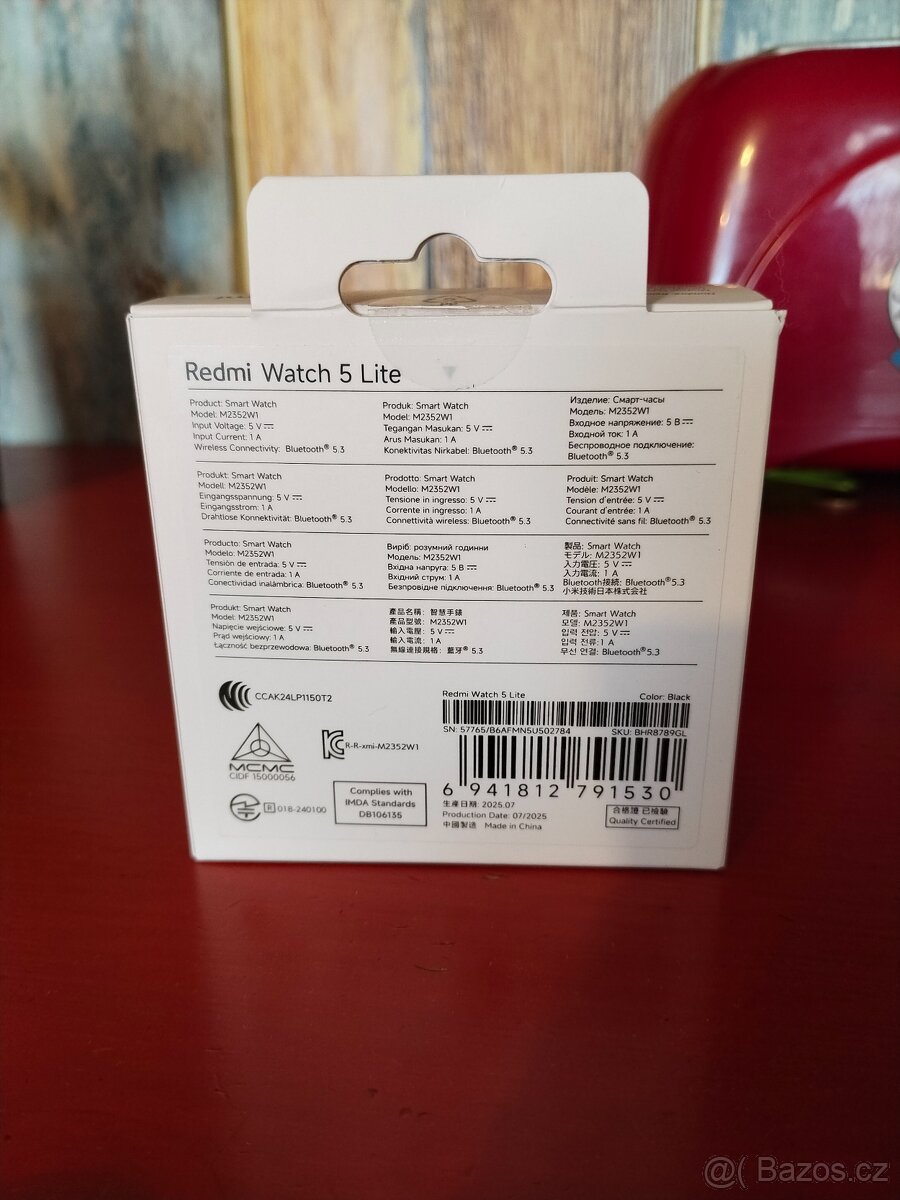 Redmi Watch 5 Lite
Product: Smart Watch
Model: M2352W1
Input Voltage: 5 V ⎓
Input Current: 1 A
Wireless Connectivity: Bluetooth® 5.3
Produk: Smart Watch
Model: M2352W1
Tegangan Masukan: 5 V ⎓
Arus Masukan: 1 A
Konektivitas Nirkabel: Bluetooth® 5.3
Изделие: Смарт-часы
Модель: M2352W1
Входное напряжение: 5 В ⎓
Входной ток: 1 А
Беспроводное подключение:
Bluetooth® 5.3
Produkt: Smart Watch
Modell: M2352W1
Eingangsspannung: 5 V ⎓
Eingangsstrom: 1 A
Drahtlose Konnektivität: Bluetooth® 5.3
Prodotto: Smart Watch
Modello: M2352W1
Tensione in ingresso: 5 V ⎓
Corrente in ingresso: 1 A
Connettività wireless: Bluetooth® 5.3
Produit: Smart Watch
Modèle: M2352W1
Tension d'entrée: 5 V ⎓
Courant d'entrée: 1 A
Connectivité sans fil: Bluetooth® 5.3
Producto: Smart Watch
Modelo: M2352W1
Tensión de entrada: 5 V ⎓
Corriente de entrada: 1 A
Conectividad inalámbrica: Bluetooth® 5.3
Виріб: розумний годинни
Модель: M2352W1
Вхідна напруга: 5 В ⎓
Вхідний струм: 1 А
Безпровідне підключення: Bluetooth® 5.3
製品: Smart Watch
モデル: M2352W1
入力電圧: 5 V ⎓
入力電流: 1 A
Bluetooth接続: Bluetooth®5.3
小米技術日本株式会社
Produkt: Smart Watch
Model: M2352W1
Napięcie wejściowe: 5 V ⎓
Prąd wejściowy: 1 A
Łączność bezprzewodowa: Bluetooth® 5.3
產品名稱: 智慧手錶
產品型號: M2352W1
輸入電壓: 5 V ⎓
輸入電流: 1 A
無線連接規格: 藍牙® 5.3
제품: Smart Watch
모델: M2352W1
입력 전압: 5 V ⎓
입력 전류: 1 A
무선 연결: Bluetooth®5.3
CCAK24LP1150T2
MCMC
CIDF 15000056
R-R-xmi-M2352W1
R 018-240100
Complies with
IMDA Standards
DB106135
Redmi Watch 5 Lite Color: Black
SN: 57765/B6AFMN5U502784 SKU: BHR8789GL
6 941812 791530
生產日期: 2025.07
Production Date: 07/2025
中國製造 Made in China
合格證 已檢驗
Quality Certified
@( Bazos.cz